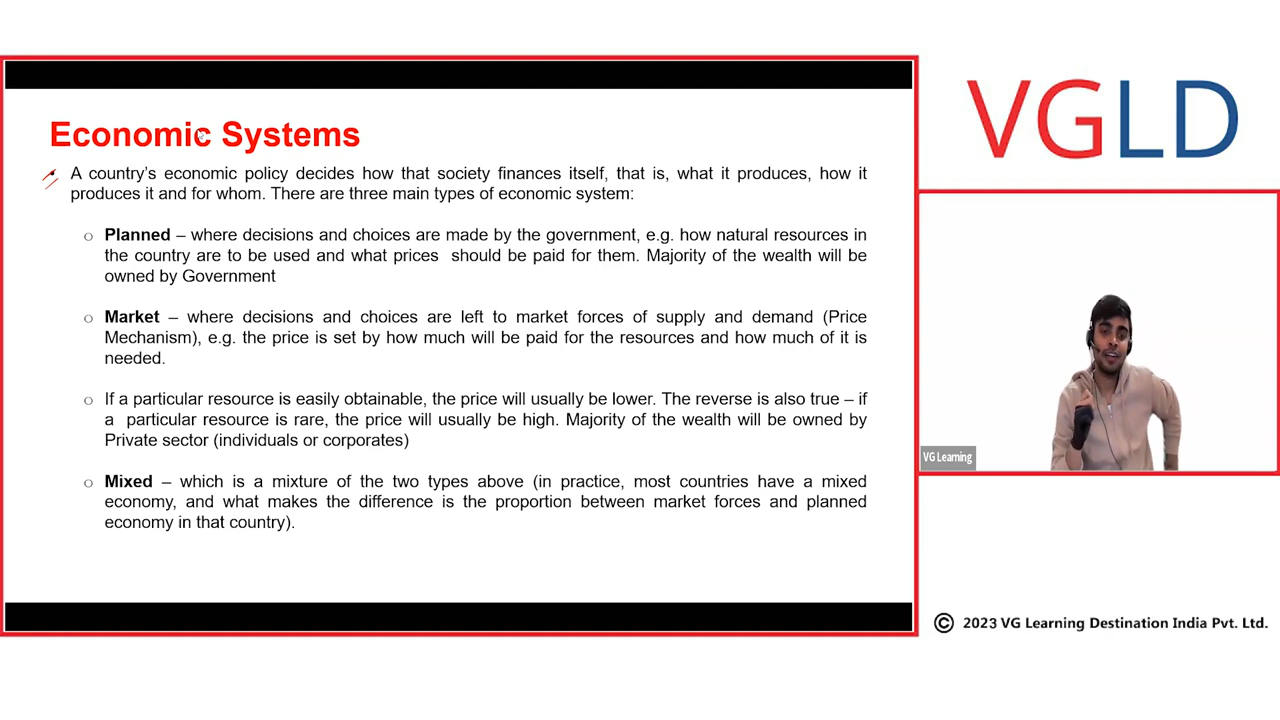 Economic Systems
A country's economic policy decides how that society finances itself, that is, what it produces, how it
produces it and for whom. There are three main types of economic system:
o Planned – where decisions and choices are made by the government, e.g. how natural resources in
the country are to be used and what prices should be paid for them. Majority of the wealth will be
owned by Government
o Market – where decisions and choices are left to market forces of supply and demand (Price
Mechanism), e.g. the price is set by how much will be paid for the resources and how much of it is
needed.
o If a particular resource is easily obtainable, the price will usually be lower. The reverse is also true – if
a particular resource is rare, the price will usually be high. Majority of the wealth will be owned by
Private sector (individuals or corporates)
o Mixed – which is a mixture of the two types above (in practice, most countries have a mixed
economy, and what makes the difference is the proportion between market forces and planned
economy in that country).
VGLD
VG Learning
© 2023 VG Learning Destination India Pvt. Ltd.